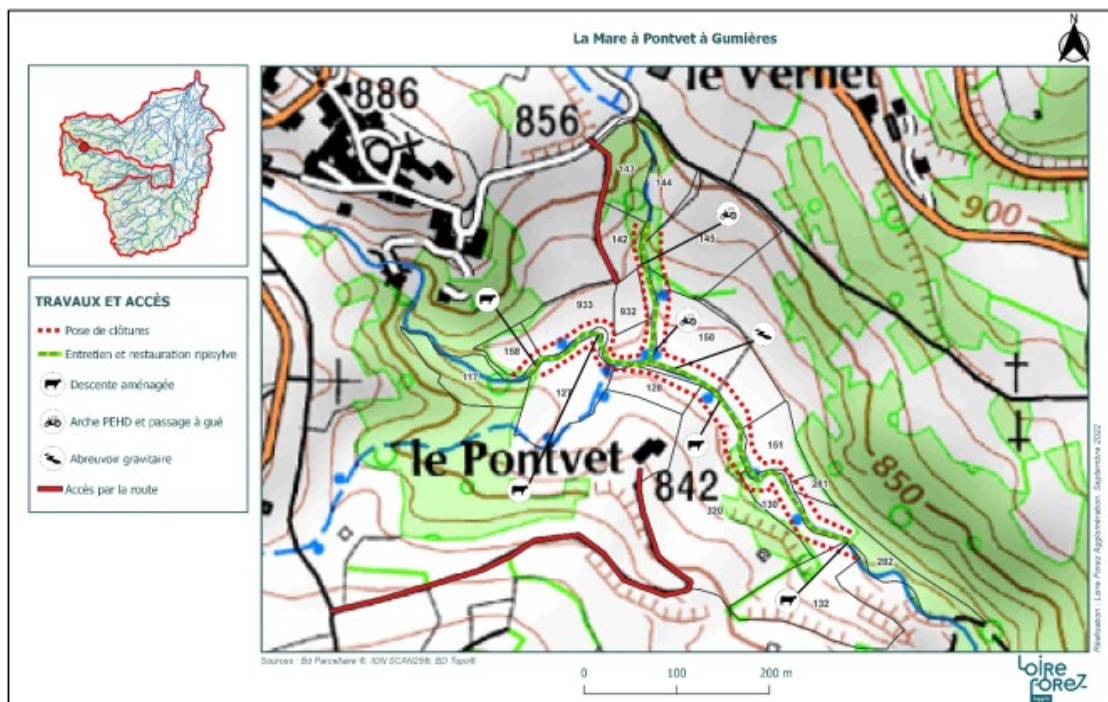 La Mare à Pontvet à Gumières
N
TRAVAUX ET ACCÈS
Pose de clôtures
Entretien et restauration ripisylve
Descente aménagée
Arche PEHD et passage à gué
Abreuvoir gravitaire
Accès par la route
886
856
le Vernet
900
143
144
142
145
933
932
150
158
117
127
128
le Pontvet
842
151
281
850
130
320
282
132
Sources : Bd Parcellaire ©, IGN SCAN25®, BD Topo®
0 100 200 m
Réalisation : Loire Forez Agglomération, Septembre 2022
Loire
Forez